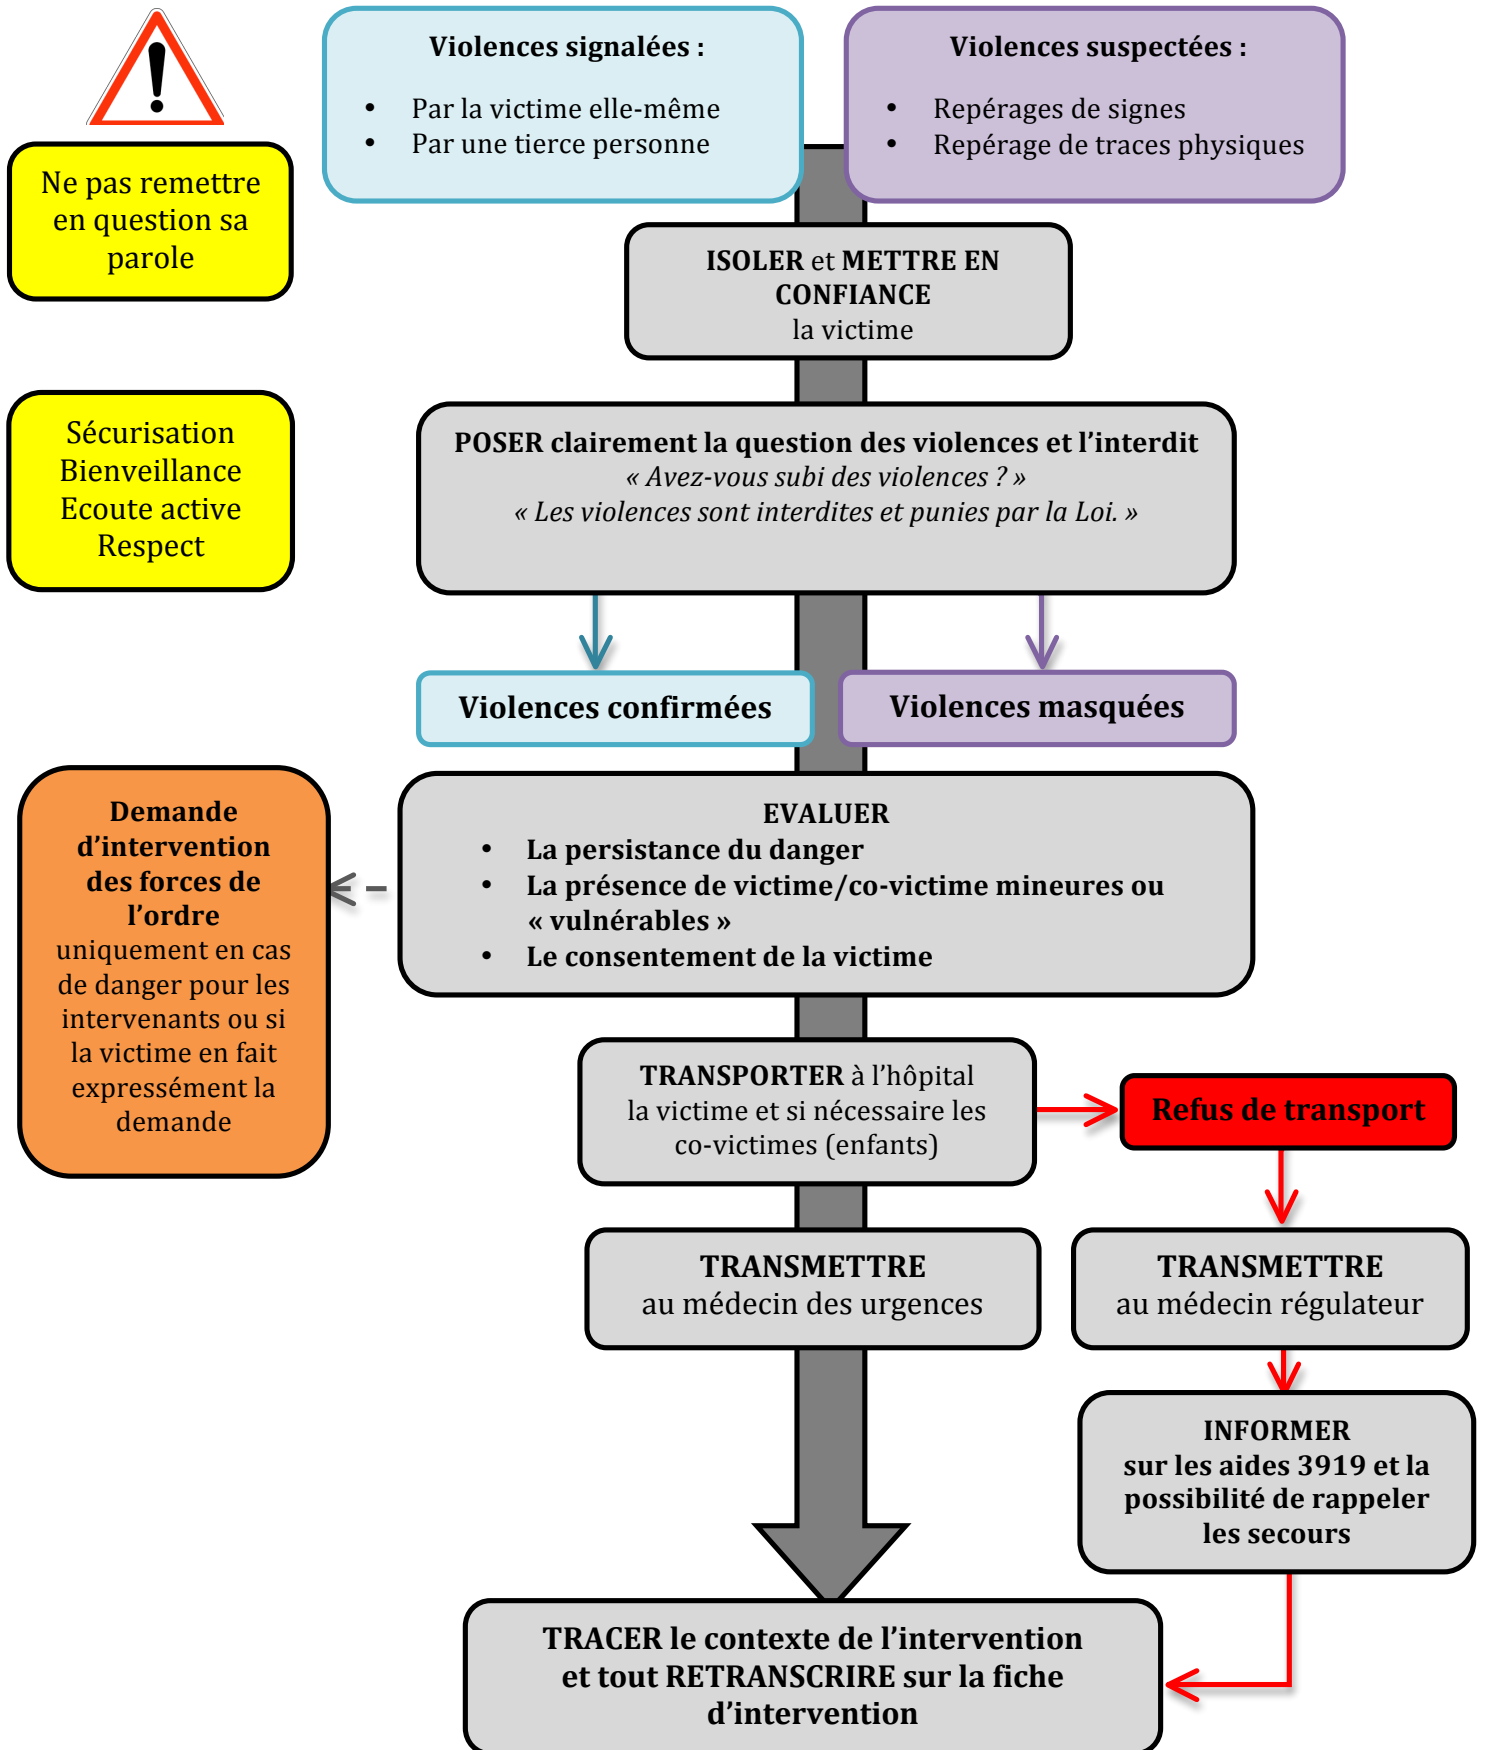 Violences signalées :
• Par la victime elle-même
• Par une tierce personne
Violences suspectées :
• Repérages de signes
• Repérage de traces physiques
Ne pas remettre
en question sa
parole
ISOLER et METTRE EN
CONFIANCE
la victime
Sécurisation
Bienveillance
Ecoute active
Respect
POSER clairement la question des violences et l’interdit
« Avez-vous subi des violences ? »
« Les violences sont interdites et punies par la Loi. »
Violences confirmées
Violences masquées
Demande
d’intervention
des forces de
l’ordre
uniquement en cas
de danger pour les
intervenants ou si
la victime en fait
expressément la
demande
EVALUER
• La persistance du danger
• La présence de victime/co-victime mineures ou
« vulnérables »
• Le consentement de la victime
TRANSPORTER à l’hôpital
la victime et si nécessaire les
co-victimes (enfants)
Refus de transport
TRANSMETTRE
au médecin des urgences
TRANSMETTRE
au médecin régulateur
INFORMER
sur les aides 3919 et la
possibilité de rappeler
les secours
TRACER le contexte de l’intervention
et tout RETRANSCRIRE sur la fiche
d’intervention